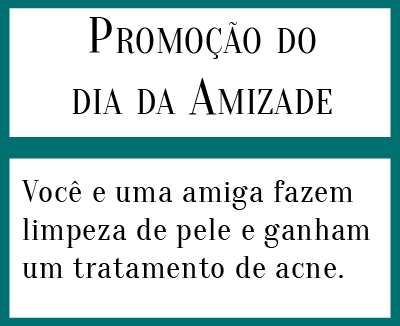 Promoção do
dia da Amizade
Você e uma amiga fazem
limpeza de pele e ganham
um tratamento de acne.